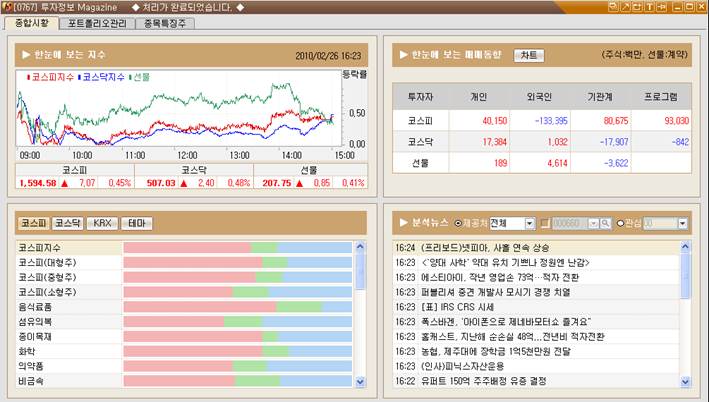 [0767] 투자정보 Magazine ◆ 처리가 완료되었습니다. ◆
종합시황 포트폴리오관리 종목특징주
▶ 한눈에 보는 지수 2010/02/26 16:23
코스피지수 코스닥지수 선물 등락률
0,50
0,00
09:00 10:00 11:00 12:00 13:00 14:00 15:00
코스피 코스닥 선물
1,594.58 ▲ 7,07 0,45% 507.03 ▲ 2,40 0,48% 207.75 ▲ 0,85 0,41%
▶ 한눈에 보는 매매동향 차트 (주식:백만, 선물:계약)
투자자 개인 외국인 기관계 프로그램
코스피 40,150 -133,395 80,675 93,030
코스닥 17,384 1,032 -17,907 -842
선물 189 4,614 -3,622
코스피 코스닥 KRX 테마
코스피지수
코스피(대형주)
코스피(중형주)
코스피(소형주)
음식료품
섬유의복
종이목재
화학
의약품
비금속
▶ 분석뉴스 제공처 전체 000660 관심 00
16:24 (프리보드)넷피아, 사흘 연속 상승
16:23 <'양대 사학' 약대 유치 기쁘나 정원엔 난감>
16:23 에스티아이, 작년 영업손 73억…적자 전환
16:23 퍼블리셔 중견 개발사 모시기 경쟁 치열
16:23 [표] IRS CRS 시세
16:23 폭스바겐, '아이폰으로 제네바모터쇼 즐겨요"
16:23 홈캐스트, 지난해 순손실 48억...전년비 적자전환
16:23 농협, 제주대에 장학금 1억5천만원 전달
16:23 (인사)피닉스자산운용
16:22 유퍼트 150억 주주배정 유증 결정